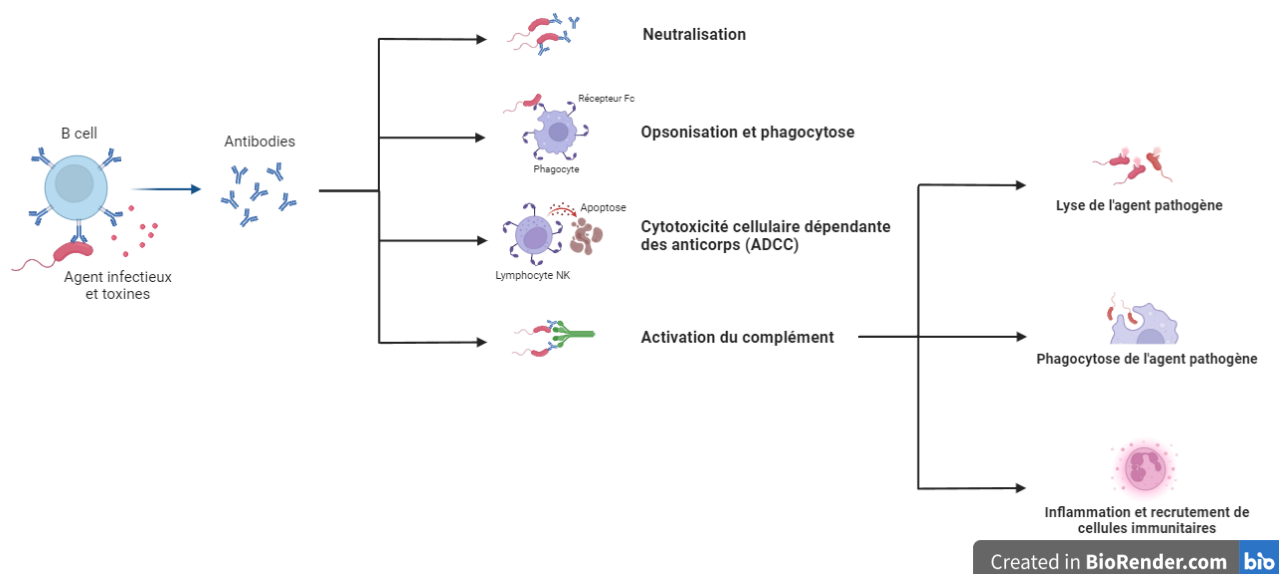 B cell
Agent infectieux
et toxines
Antibodies
Neutralisation
Récepteur Fc
Phagocyte
Opsonisation et phagocytose
Apoptose
Lymphocyte NK
Cytotoxicité cellulaire dépendante
des anticorps (ADCC)
Activation du complément
Lyse de l'agent pathogène
Phagocytose de l'agent pathogène
Inflammation et recrutement de
cellules immunitaires
Created in BioRender.com bio